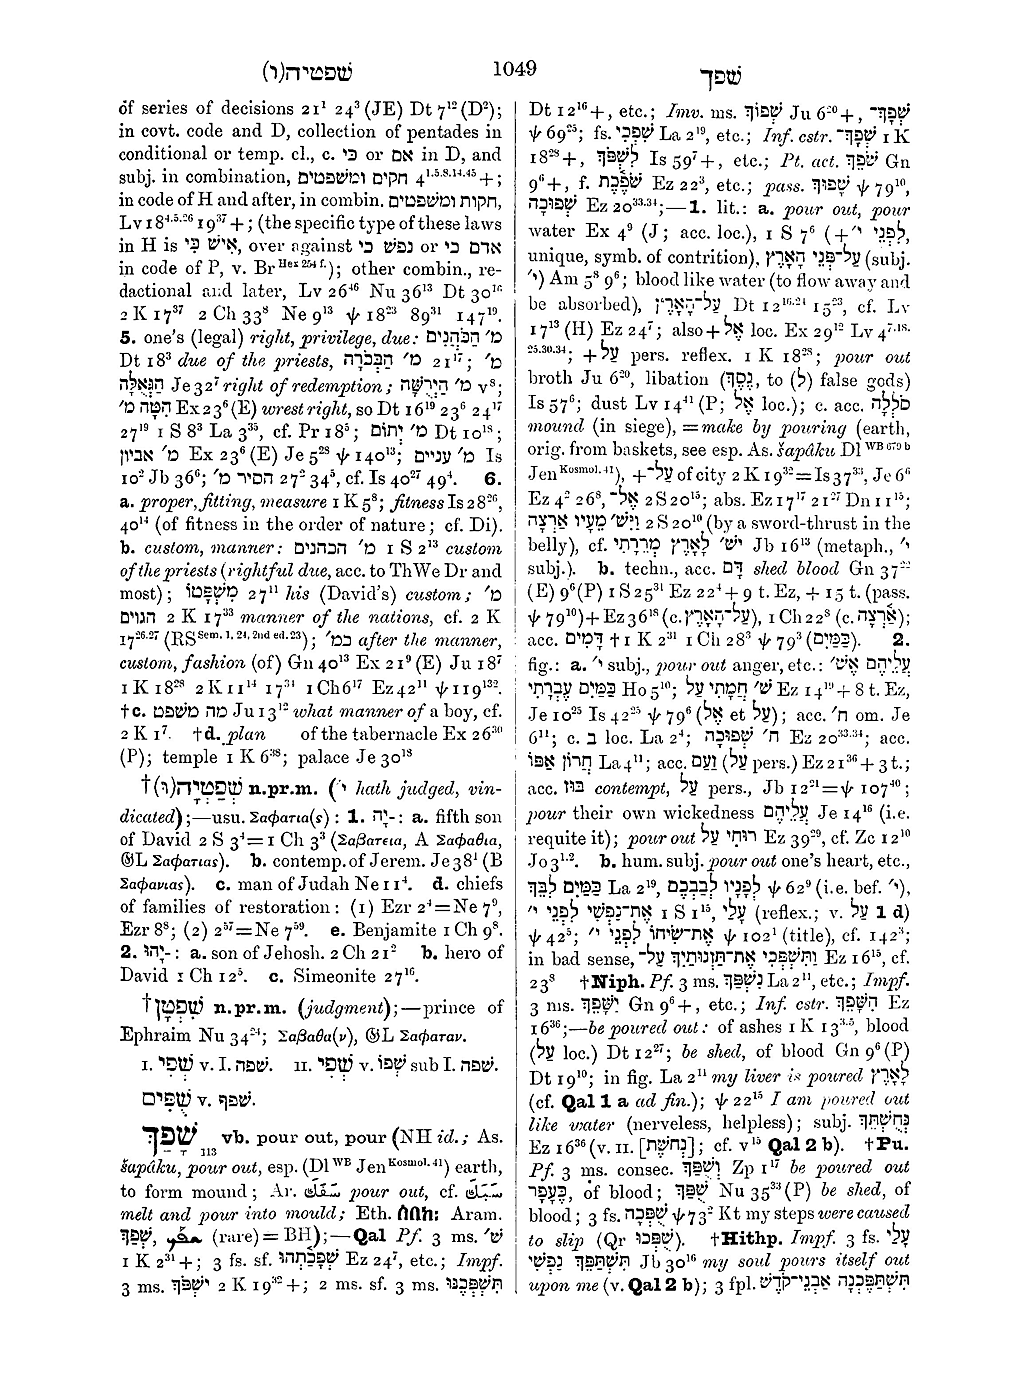 שפטיה(ו)
1049
שפך
of series of decisions 21¹ 24³ (JE) Dt 7¹² (D²);
in covt. code and D, collection of pentades in
conditional or temp. cl., c. כי or אם in D, and
subj. in combination, חקים ומשפטים 4¹·⁵·⁸·¹⁴·⁴⁵ +;
in code of H and after, in combin. חקות ומשפטים,
Lv 18⁴·⁵·²⁶ 19³⁷ +; (the specific type of these laws
in H is אִישׁ כִּי, over against נפש כי or אדם כי
in code of P, v. Br Hex 254 f.); other combin., re-
dactional and later, Lv 26⁴⁶ Nu 36¹³ Dt 30¹⁶
2 K 17³⁷ 2 Ch 33⁸ Ne 9¹³ ψ 18²³ 89³¹ 147¹⁹.
5. one's (legal) right, privilege, due: מ׳ הַכֹּהֲנִים
Dt 18³ due of the priests, מ׳ הַבְּכֹרָה 21¹⁷; מ׳
הַגְּאֻלָּה Je 32⁷ right of redemption; מ׳ הַיְרֻשָּׁה v⁸;
הִטָּה מ׳ Ex 23⁶ (E) wrest right, so Dt 16¹⁹ 23⁶ 24¹⁷
27¹⁹ 1 S 8³ La 3³⁵, cf. Pr 18⁵; מ׳ יָתוֹם Dt 10¹⁸;
מ׳ אביון Ex 23⁶ (E) Je 5²⁸ ψ 140¹³; מ׳ עניים Is
10² Jb 36⁶; הסיר מ׳ 27² 34⁵, cf. Is 40²⁷ 49⁴. 6.
a. proper, fitting, measure 1 K 5⁸; fitness Is 28²⁶,
40¹⁴ (of fitness in the order of nature; cf. Di).
b. custom, manner: מ׳ הכהנים 1 S 2¹³ custom
of the priests (rightful due, acc. to ThWe Dr and
most); מִשְׁפָּטוֹ 27¹¹ his (David's) custom; מ׳
הגוים 2 K 17³³ manner of the nations, cf. 2 K
17²⁶·²⁷ (RS Sem. 1, 24, 2nd ed. 23); כמ׳ after the manner,
custom, fashion (of) Gn 40¹³ Ex 21⁹ (E) Ju 18⁷
1 K 18²⁸ 2 K 11¹⁴ 17³⁴ 1 Ch 6¹⁷ Ez 42¹¹ ψ 119¹³².
†c. מה משפט Ju 13¹² what manner of a boy, cf.
2 K 1⁷. †d. plan of the tabernacle Ex 26³⁰
(P); temple 1 K 6³⁸; palace Je 30¹⁸
†שְׁפַטְיָה(וּ) n.pr.m. (י׳ hath judged, vin-
dicated);—usu. Σαφατια(s): 1. ־יָה: a. fifth son
of David 2 S 3⁴ = 1 Ch 3³ (Σαβατεια, A Σαφαθια,
𝔊L Σαφατιας). b. contemp. of Jerem. Je 38¹ (B
Σαφανιας). c. man of Judah Ne 11⁴. d. chiefs
of families of restoration: (1) Ezr 2⁴ = Ne 7⁹,
Ezr 8⁸; (2) 2⁵⁷ = Ne 7⁵⁹. e. Benjamite 1 Ch 9⁸.
2. ־יָהוּ: a. son of Jehosh. 2 Ch 21² b. hero of
David 1 Ch 12⁵. c. Simeonite 27¹⁶.
†שִׁפְטָן n.pr.m. (judgment);—prince of
Ephraim Nu 34²⁴; Σαβαθα(ν), 𝔊L Σαφαταν.
I. שְׁפִי v. I. שפה. II. שְׁפִי v. שְׁפוֹ sub I. שפה.
שֻׁפִּים v. שפף.
שָׁפַךְ 113 vb. pour out, pour (NH id.; As.
šapáku, pour out, esp. (Dl WB Jen Kosmol. 41) earth,
to form mound; Ar. سَفَكَ pour out, cf. سَبَكَ
melt and pour into mould; Eth. Aram.
שְׁפַךְ, (rare) = BH);—Qal Pf. 3 ms. שׁ׳
1 K 2³¹ +; 3 fs. sf. שְׁפָכַתְהוּ Ez 24⁷, etc.; Impf.
3 ms. יִשְׁפֹּךְ 2 K 19³² +; 2 ms. sf. 3 ms. תִּשְׁפְּכֶנּוּ
Dt 12¹⁶ +, etc.; Imv. ms. שְׁפוֹךְ Ju 6²⁰ +, שְׁפָךְ־
ψ 69²⁵; fs. שִׁפְכִי La 2¹⁹, etc.; Inf. cstr. שְׁפָךְ־ 1 K
18²⁸ +, לִשְׁפֹּךְ Is 59⁷ +, etc.; Pt. act. שֹׁפֵךְ Gn
9⁶ +, f. שֹׁפֶכֶת Ez 22³, etc.; pass. שָׁפוּךְ ψ 79¹⁰,
שְׁפוּכָה Ez 20³³·³⁴;—1. lit.: a. pour out, pour
water Ex 4⁹ (J; acc. loc.), 1 S 7⁶ (+ לִפְנֵי י׳,
unique, symb. of contrition), עַל־פְּנֵי הָאָרֶץ (subj.
י׳) Am 5⁸ 9⁶; blood like water (to flow away and
be absorbed), עַל־הָאָרֶץ Dt 12¹⁶·²⁴ 15²³, cf. Lv
17¹³ (H) Ez 24⁷; also + אֶל loc. Ex 29¹² Lv 4⁷·¹⁸·
²⁵·³⁰·³⁴; + עַל pers. reflex. 1 K 18²⁸; pour out
broth Ju 6²⁰, libation (נֶסֶךְ, to (לְ) false gods)
Is 57⁶; dust Lv 14⁴¹ (P; אֶל loc.); c. acc. סֹלְלָה
mound (in siege), = make by pouring (earth,
orig. from baskets, see esp. As. šapâku Dl WB 679 b
Jen Kosmol. 41), + עַל־ of city 2 K 19³² = Is 37³³, Je 6⁶
Ez 4² 26⁸, אֶל־ 2 S 20¹⁵; abs. Ez 17¹⁷ 21²⁷ Dn 11¹⁵;
וַיִּשׁ׳ מֵעָיו אַרְצָה 2 S 20¹⁰ (by a sword-thrust in the
belly), cf. יִשׁ׳ לָאָרֶץ מְרֵרָתִי Jb 16¹³ (metaph., י׳
subj.). b. techn., acc. דָּם shed blood Gn 37²²
(E) 9⁶ (P) 1 S 25³¹ Ez 22⁴ + 9 t. Ez, + 15 t. (pass.
ψ 79¹⁰) + Ez 36¹⁸ (c. עַל־הָאָרֶץ), 1 Ch 22⁸ (c. אַרְצָה);
acc. דָּמִים † 1 K 2³¹ 1 Ch 28³ ψ 79³ (כַּמַּיִם). 2.
fig.: a. י׳ subj., pour out anger, etc.: עֲלֵיהֶם אֶשׁ׳
כַּמַּיִם עֶבְרָתִי Ho 5¹⁰; שׁ׳ חֲמָתִי עַל Ez 14¹⁹ + 8 t. Ez,
Je 10²⁵ Is 42²⁵ ψ 79⁶ (אֶל et עַל); acc. ח׳ om. Je
6¹¹; c. ב loc. La 2⁴; ח׳ שְׁפוּכָה Ez 20³³·³⁴; acc.
חֲרוֹן אַפּוֹ La 4¹¹; acc. זַעַם (עַל pers.) Ez 21³⁶ + 3 t.;
acc. בּוּז contempt, עַל pers., Jb 12²¹ = ψ 107⁴⁰;
pour their own wickedness עֲלֵיהֶם Je 14¹⁶ (i.e.
requite it); pour out רוּחִי עַל Ez 39²⁹, cf. Zc 12¹⁰
Jo 3¹·². b. hum. subj. pour out one's heart, etc.,
כַּמַּיִם לִבֵּךְ La 2¹⁹, לְפָנָיו לְבַבְכֶם ψ 62⁹ (i.e. bef. י׳),
אֶת־נַפְשִׁי לִפְנֵי י׳ 1 S 1¹⁵, עָלַי (reflex.; v. עַל 1 d)
ψ 42⁵; אֶת־שִׂיחוֹ לִפְנֵי י׳ ψ 102¹ (title), cf. 142³;
in bad sense, וַתִּשְׁפְּכִי אֶת־תַּזְנוּתַיִךְ עַל־ Ez 16¹⁵, cf.
23⁸ †Niph. Pf. 3 ms. נִשְׁפַּךְ La 2¹¹, etc.; Impf.
3 ms. יִשָּׁפֵךְ Gn 9⁶ +, etc.; Inf. cstr. הִשָּׁפֵךְ Ez
16³⁶;—be poured out: of ashes 1 K 13³·⁵, blood
(עַל loc.) Dt 12²⁷; be shed, of blood Gn 9⁶ (P)
Dt 19¹⁰; in fig. La 2¹¹ my liver is poured לָאָרֶץ
(cf. Qal 1 a ad fin.); ψ 22¹⁵ I am poured out
like water (nerveless, helpless); subj. נְחֻשְׁתֵּךְ
Ez 16³⁶ (v. II. [נְחֹשֶׁת]; cf. v¹⁵ Qal 2 b). †Pu.
Pf. 3 ms. consec. וְשֻׁפַּךְ Zp 1¹⁷ be poured out
כֶּעָפָר, of blood; שֻׁפַּךְ Nu 35³³ (P) be shed, of
blood; 3 fs. שֻׁפְּכָה ψ 73² Kt my steps were caused
to slip (Qr שֻׁפְּכוּ). †Hithp. Impf. 3 fs. עָלַי
תִּשְׁתַּפֵּךְ נַפְשִׁי Jb 30¹⁶ my soul pours itself out
upon me (v. Qal 2 b); 3 fpl. תִּשְׁתַּפֵּכְנָה אַבְנֵי־קֹדֶשׁ